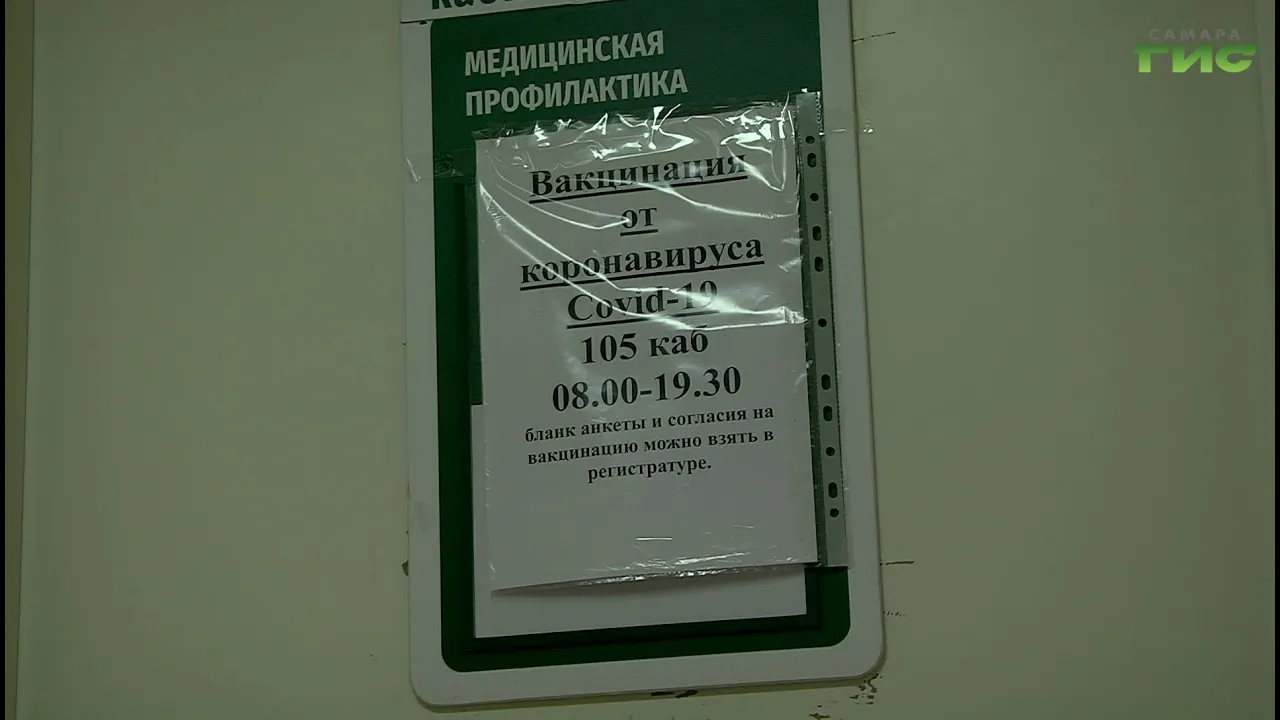 САМАРА
ГИС
МЕДИЦИНСКАЯ
ПРОФИЛАКТИКА
Вакцинация
от
коронавируса
Covid-19
105 каб
08.00-19.30
бланк анкеты и согласия на
вакцинацию можно взять в
регистратуре.